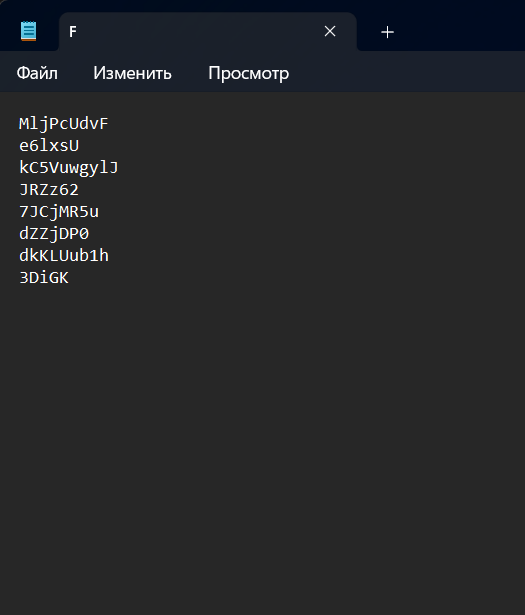 F
Файл Изменить Просмотр
MljPcUdvF
e6lxsU
kC5VuwgylJ
JRZz62
7JCjMR5u
dZZjDP0
dkKLUub1h
3DiGK